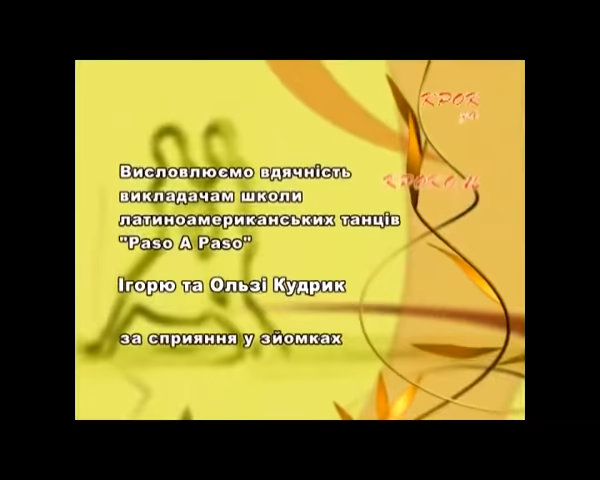 КРОК
Висловлюємо вдячність
викладачам школи
латиноамериканських танців
"Paso A Paso"
Ігорю та Ользі Кудрик
за сприяння у зйомках